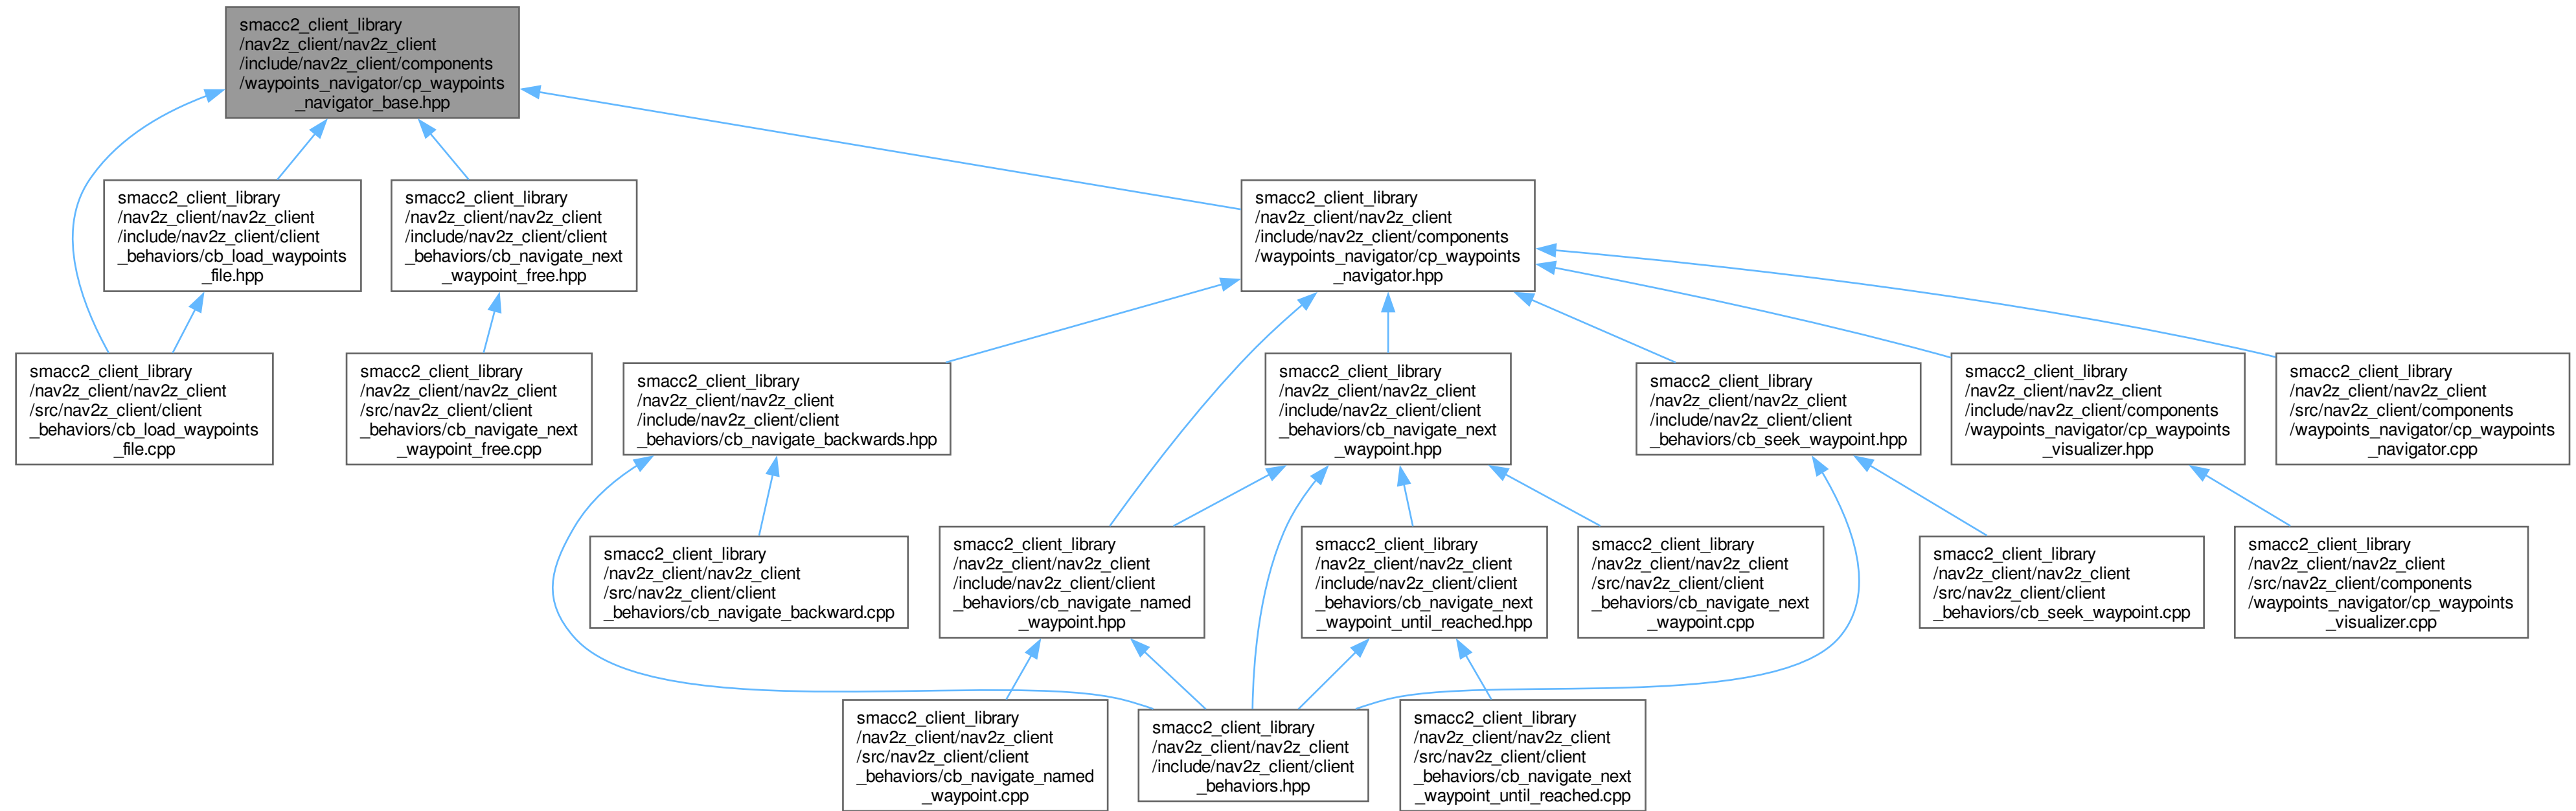 smacc2_client_library
/nav2z_client/nav2z_client
/include/nav2z_client/components
/waypoints_navigator/cp_waypoints
_navigator_base.hpp
smacc2_client_library
/nav2z_client/nav2z_client
/include/nav2z_client/client
_behaviors/cb_load_waypoints
_file.hpp
smacc2_client_library
/nav2z_client/nav2z_client
/include/nav2z_client/client
_behaviors/cb_navigate_next
_waypoint_free.hpp
smacc2_client_library
/nav2z_client/nav2z_client
/include/nav2z_client/components
/waypoints_navigator/cp_waypoints
_navigator.hpp
smacc2_client_library
/nav2z_client/nav2z_client
/src/nav2z_client/client
_behaviors/cb_load_waypoints
_file.cpp
smacc2_client_library
/nav2z_client/nav2z_client
/src/nav2z_client/client
_behaviors/cb_navigate_next
_waypoint_free.cpp
smacc2_client_library
/nav2z_client/nav2z_client
/include/nav2z_client/client
_behaviors/cb_navigate_backwards.hpp
smacc2_client_library
/nav2z_client/nav2z_client
/include/nav2z_client/client
_behaviors/cb_navigate_next
_waypoint.hpp
smacc2_client_library
/nav2z_client/nav2z_client
/include/nav2z_client/client
_behaviors/cb_seek_waypoint.hpp
smacc2_client_library
/nav2z_client/nav2z_client
/include/nav2z_client/components
/waypoints_navigator/cp_waypoints
_visualizer.hpp
smacc2_client_library
/nav2z_client/nav2z_client
/src/nav2z_client/components
/waypoints_navigator/cp_waypoints
_navigator.cpp
smacc2_client_library
/nav2z_client/nav2z_client
/src/nav2z_client/client
_behaviors/cb_navigate_backward.cpp
smacc2_client_library
/nav2z_client/nav2z_client
/include/nav2z_client/client
_behaviors/cb_navigate_named
_waypoint.hpp
smacc2_client_library
/nav2z_client/nav2z_client
/include/nav2z_client/client
_behaviors/cb_navigate_next
_waypoint_until_reached.hpp
smacc2_client_library
/nav2z_client/nav2z_client
/src/nav2z_client/client
_behaviors/cb_navigate_next
_waypoint.cpp
smacc2_client_library
/nav2z_client/nav2z_client
/src/nav2z_client/client
_behaviors/cb_seek_waypoint.cpp
smacc2_client_library
/nav2z_client/nav2z_client
/src/nav2z_client/components
/waypoints_navigator/cp_waypoints
_visualizer.cpp
smacc2_client_library
/nav2z_client/nav2z_client
/src/nav2z_client/client
_behaviors/cb_navigate_named
_waypoint.cpp
smacc2_client_library
/nav2z_client/nav2z_client
/include/nav2z_client/client
_behaviors.hpp
smacc2_client_library
/nav2z_client/nav2z_client
/src/nav2z_client/client
_behaviors/cb_navigate_next
_waypoint_until_reached.cpp